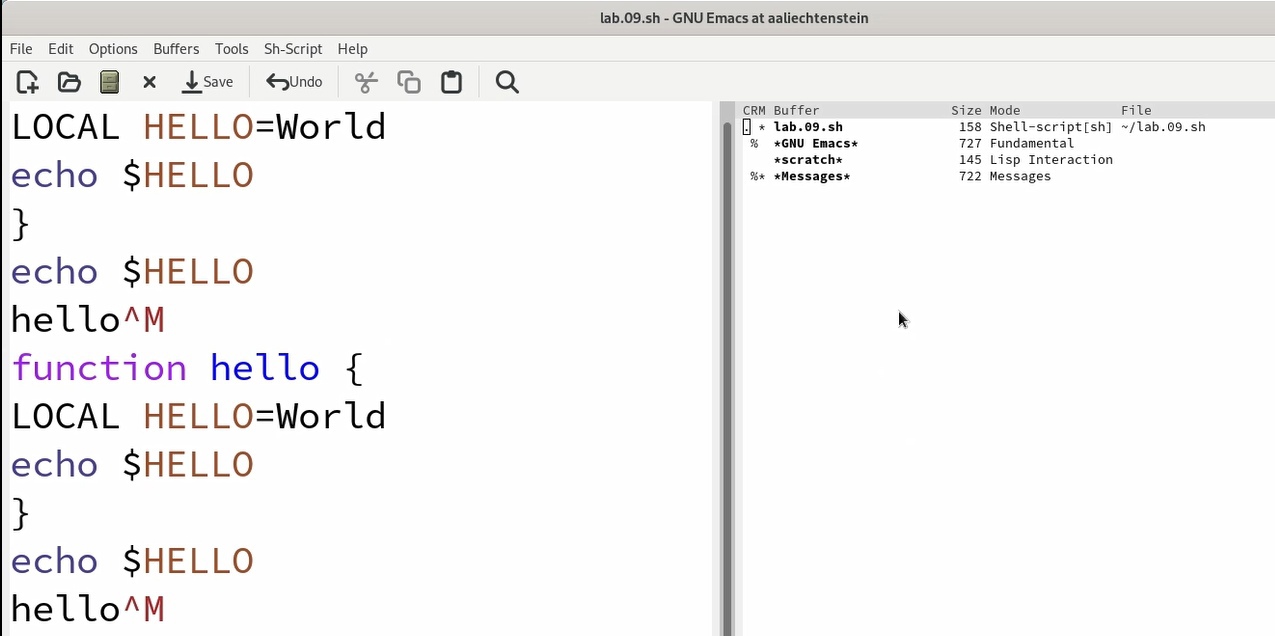 lab.09.sh - GNU Emacs at aaliechtenstein
File Edit Options Buffers Tools Sh-Script Help
Save Undo
LOCAL HELLO=World
echo $HELLO
}
echo $HELLO
hello^M
function hello {
LOCAL HELLO=World
echo $HELLO
}
echo $HELLO
hello^M
CRM Buffer Size Mode File
. * lab.09.sh 158 Shell-script[sh] ~/lab.09.sh
% *GNU Emacs* 727 Fundamental
*scratch* 145 Lisp Interaction
%* *Messages* 722 Messages